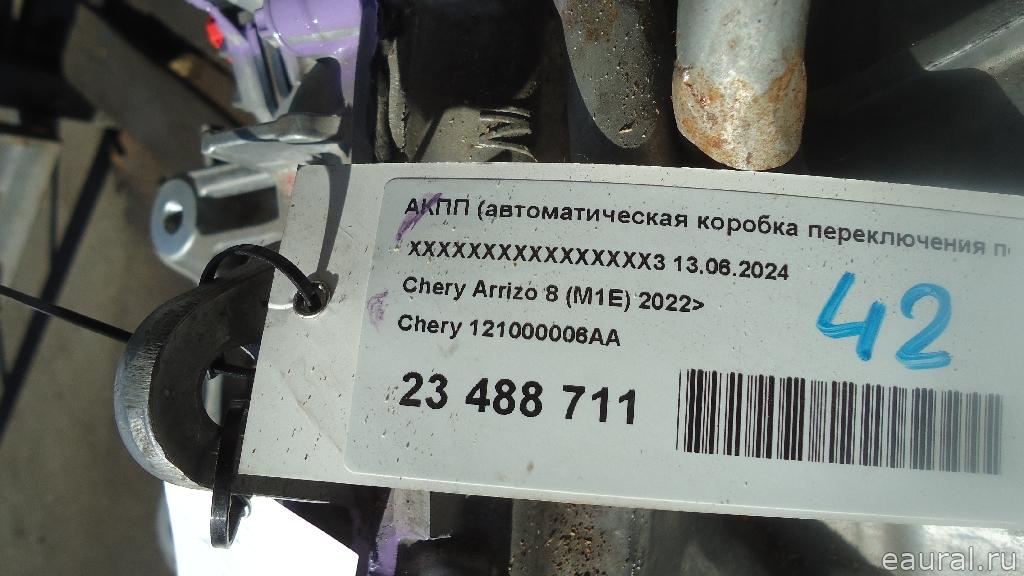 АКПП (автоматическая коробка переключения
XXXXXXXXXXXXXXXX3 13.06.2024
Chery Arrizo 8 (M1E) 2022>
Chery 121000006AA
42
23 488 711
eaural.ru